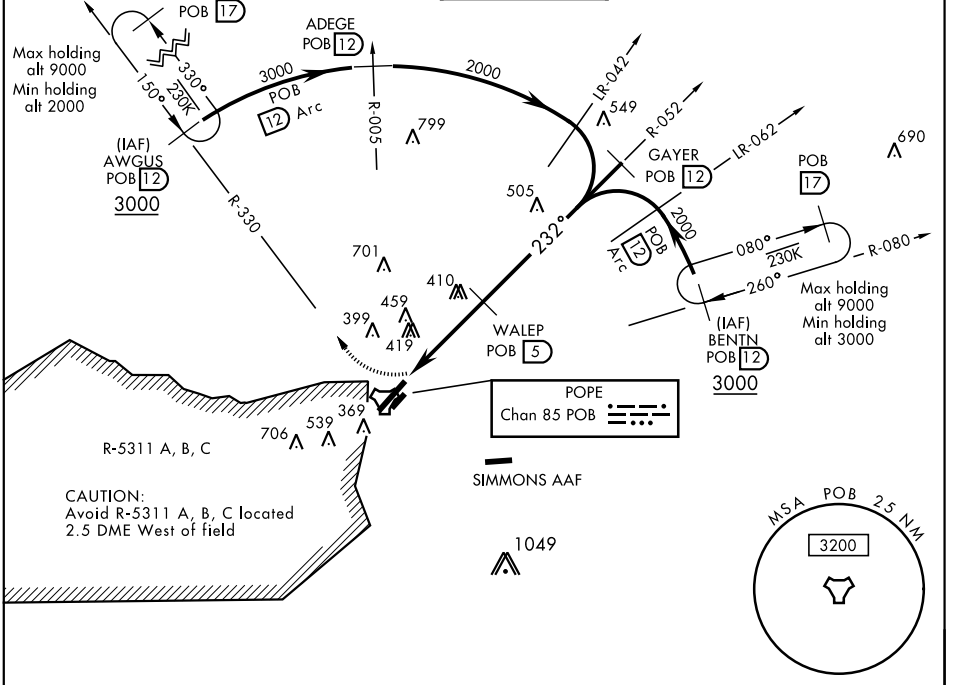 POB 17
ADEGE
POB 12
Max holding
alt 9000
Min holding
alt 2000
150°
330°
230K
3000
POB
12 Arc
2000
R-005
LR-042
549
R-052
LR-062
690
799
(IAF)
AWGUS
POB 12
3000
R-330
GAYER
POB 12
POB
17
505
232°
2000
POB
12
Arc
080°
230K
260°
R-080
Max holding
alt 9000
Min holding
alt 3000
701
410
459
399
419
WALEP
POB 5
(IAF)
BENTN
POB 12
3000
POPE
Chan 85 POB
369
539
706
R-5311 A, B, C
SIMMONS AAF
CAUTION:
Avoid R-5311 A, B, C located
2.5 DME West of field
1049
MSA POB 25 NM
3200